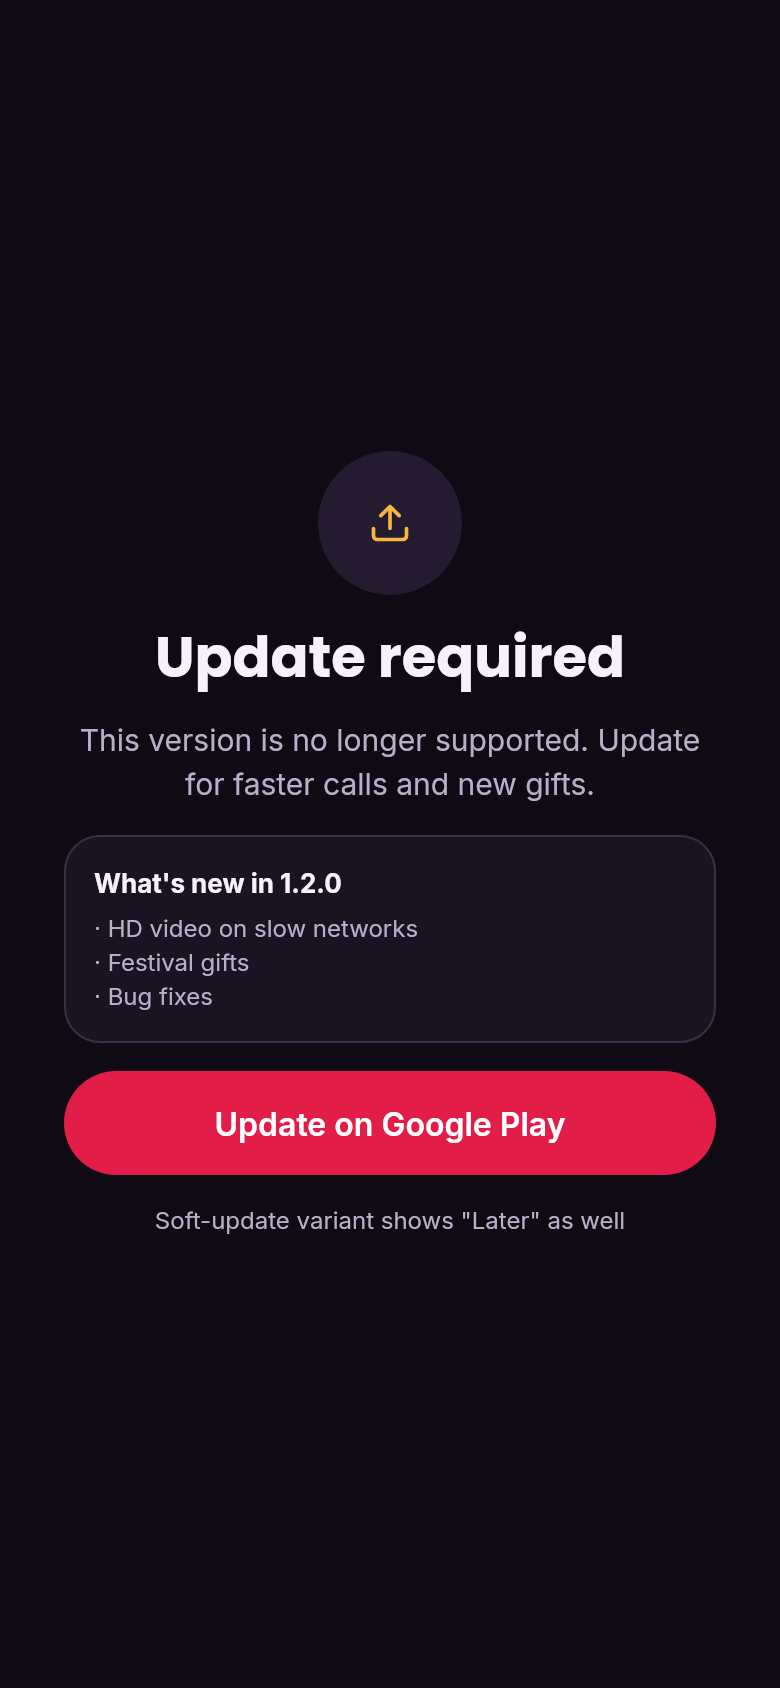 Update required
This version is no longer supported. Update
for faster calls and new gifts.
What's new in 1.2.0
· HD video on slow networks
· Festival gifts
· Bug fixes
Update on Google Play
Soft-update variant shows "Later" as well